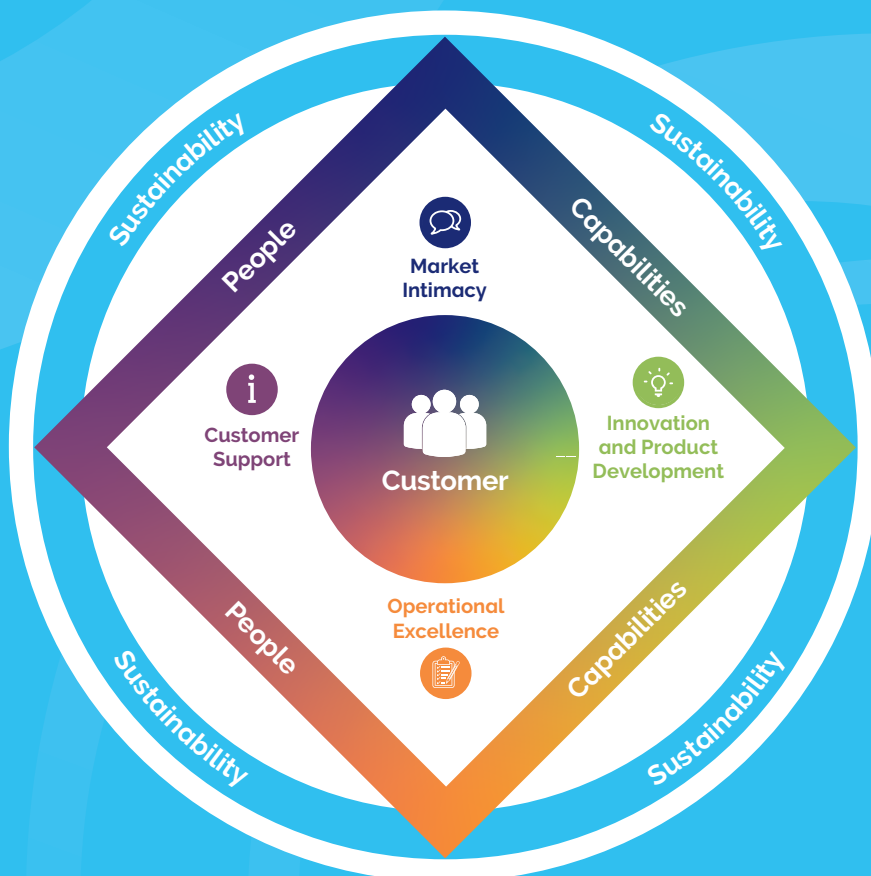 Sustainability
Sustainability
People
Capabilities
Market
Intimacy
Customer
Support
Customer
Innovation
and Product
Development
Operational
Excellence
People
Capabilities
Sustainability
Sustainability